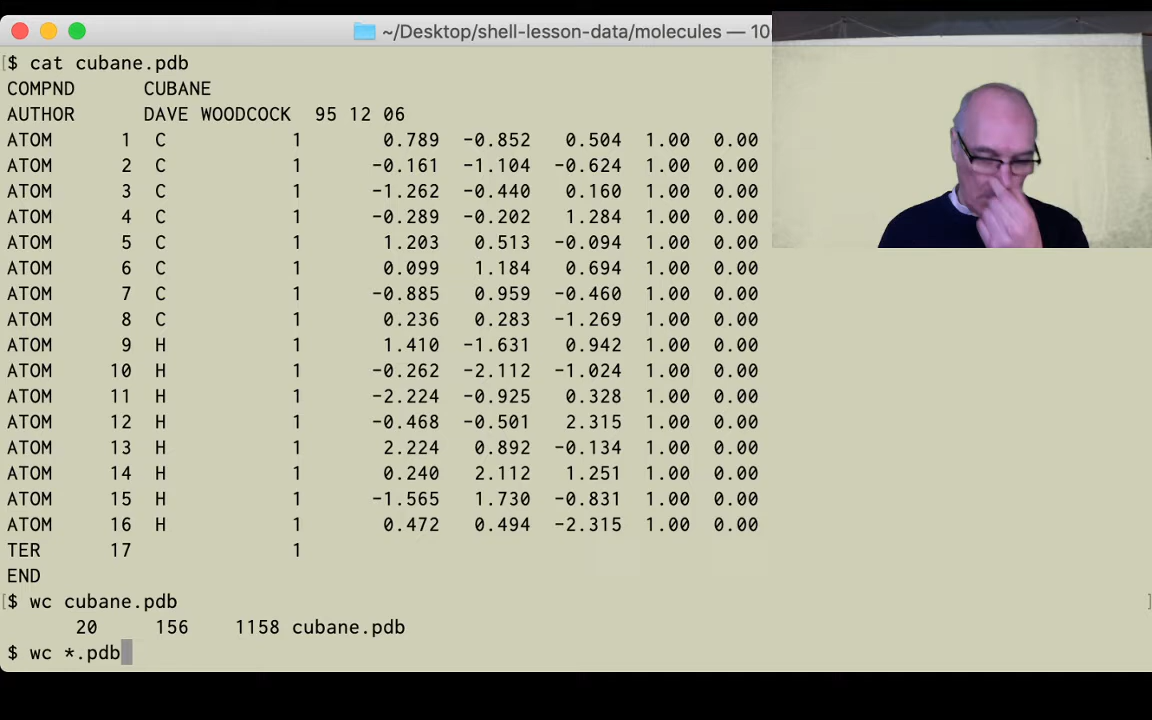 ~/Desktop/shell-lesson-data/molecules — 10
$ cat cubane.pdb
COMPND      CUBANE
AUTHOR      DAVE WOODCOCK  95 12 06
ATOM      1  C           1       0.789  -0.852   0.504  1.00  0.00
ATOM      2  C           1      -0.161  -1.104  -0.624  1.00  0.00
ATOM      3  C           1      -1.262  -0.440   0.160  1.00  0.00
ATOM      4  C           1      -0.289  -0.202   1.284  1.00  0.00
ATOM      5  C           1       1.203   0.513  -0.094  1.00  0.00
ATOM      6  C           1       0.099   1.184   0.694  1.00  0.00
ATOM      7  C           1      -0.885   0.959  -0.460  1.00  0.00
ATOM      8  C           1       0.236   0.283  -1.269  1.00  0.00
ATOM      9  H           1       1.410  -1.631   0.942  1.00  0.00
ATOM     10  H           1      -0.262  -2.112  -1.024  1.00  0.00
ATOM     11  H           1      -2.224  -0.925   0.328  1.00  0.00
ATOM     12  H           1      -0.468  -0.501   2.315  1.00  0.00
ATOM     13  H           1       2.224   0.892  -0.134  1.00  0.00
ATOM     14  H           1       0.240   2.112   1.251  1.00  0.00
ATOM     15  H           1      -1.565   1.730  -0.831  1.00  0.00
ATOM     16  H           1       0.472   0.494  -2.315  1.00  0.00
TER      17              1
END
$ wc cubane.pdb
      20     156    1158 cubane.pdb
$ wc *.pdb